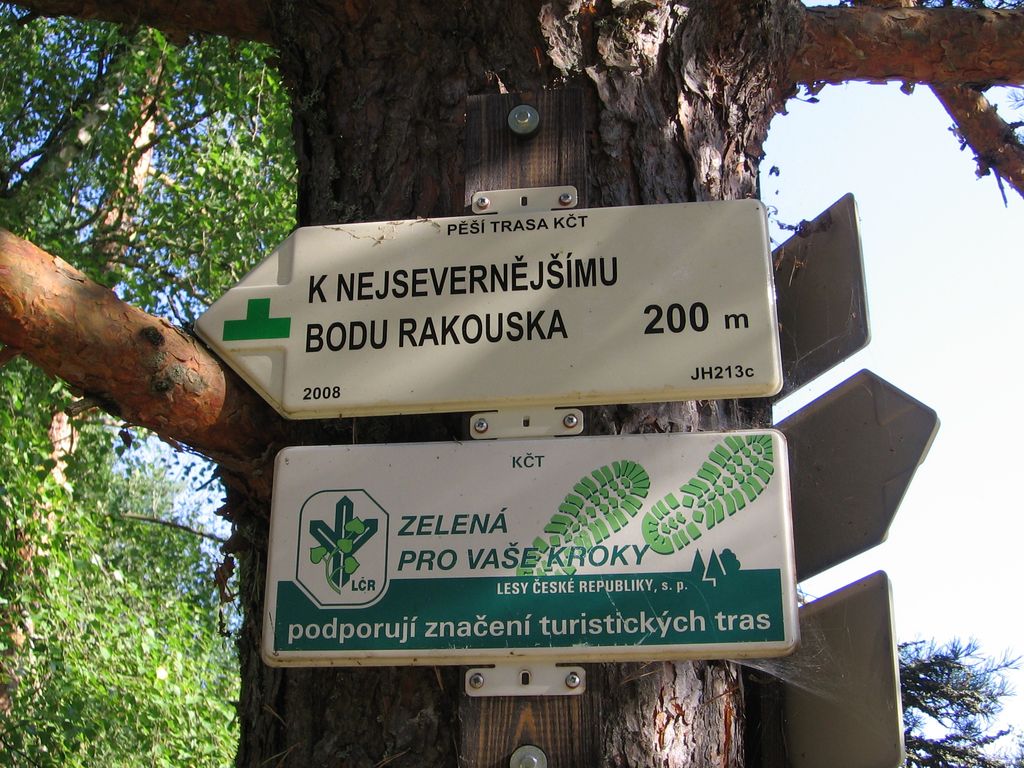 PĚŠÍ TRASA KČT
K NEJSEVERNĚJŠÍMU
BODU RAKOUSKA 200 m
2008 JH213c
KČT
ZELENÁ
PRO VAŠE KROKY
LČR
LESY ČESKÉ REPUBLIKY, s. p.
podporují značení turistických tras